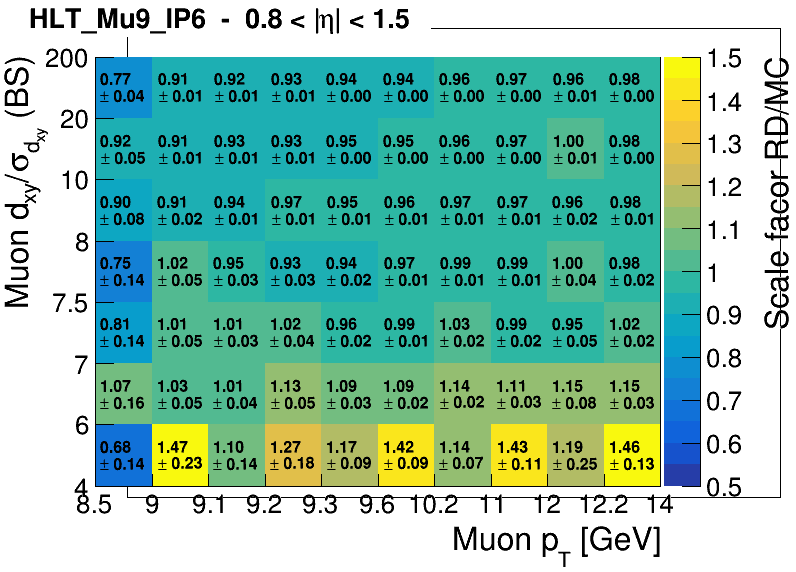 HLT_Mu9_IP6 - 0.8 < |η| < 1.5
Muon d_xy/σ_d_xy (BS)
200
0.77 0.91 0.92 0.93 0.94 0.94 0.96 0.97 0.96 0.98
± 0.04 ± 0.01 ± 0.01 ± 0.01 ± 0.00 ± 0.00 ± 0.00 ± 0.00 ± 0.01 ± 0.00
20
0.92 0.91 0.93 0.93 0.95 0.95 0.96 0.97 1.00 0.98
± 0.05 ± 0.01 ± 0.01 ± 0.01 ± 0.00 ± 0.00 ± 0.00 ± 0.00 ± 0.01 ± 0.00
10
0.90 0.91 0.94 0.97 0.95 0.96 0.97 0.97 0.96 0.98
± 0.08 ± 0.02 ± 0.01 ± 0.01 ± 0.01 ± 0.01 ± 0.01 ± 0.01 ± 0.02 ± 0.01
8
0.75 1.02 0.95 0.93 0.94 0.97 0.99 0.99 1.00 0.98
± 0.14 ± 0.05 ± 0.03 ± 0.03 ± 0.02 ± 0.01 ± 0.01 ± 0.01 ± 0.04 ± 0.02
7.5
0.81 1.01 1.01 1.02 0.96 0.99 1.03 0.99 0.95 1.02
± 0.14 ± 0.05 ± 0.03 ± 0.04 ± 0.02 ± 0.01 ± 0.02 ± 0.02 ± 0.05 ± 0.02
7
1.07 1.03 1.01 1.13 1.09 1.09 1.14 1.11 1.15 1.15
± 0.16 ± 0.05 ± 0.04 ± 0.05 ± 0.03 ± 0.02 ± 0.02 ± 0.03 ± 0.08 ± 0.03
6
0.68 1.47 1.10 1.27 1.17 1.42 1.14 1.43 1.19 1.46
± 0.14 ± 0.23 ± 0.14 ± 0.18 ± 0.09 ± 0.09 ± 0.07 ± 0.11 ± 0.25 ± 0.13
4
8.5 9 9.1 9.2 9.3 9.6 10.2 11 12 12.2 14
Muon p_T [GeV]
1.5
1.4
1.3
1.2
1.1
1
0.9
0.8
0.7
0.6
0.5
Scale facor RD/MC